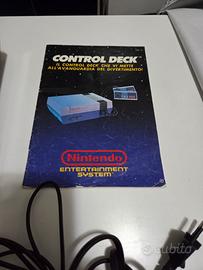 CONTROL DECK
IL CONTROL DECK CHE VI METTE
ALL'AVANGUARDIA DEL DIVERTIMENTO!
Nintendo
ENTERTAINMENT
SYSTEM
subito